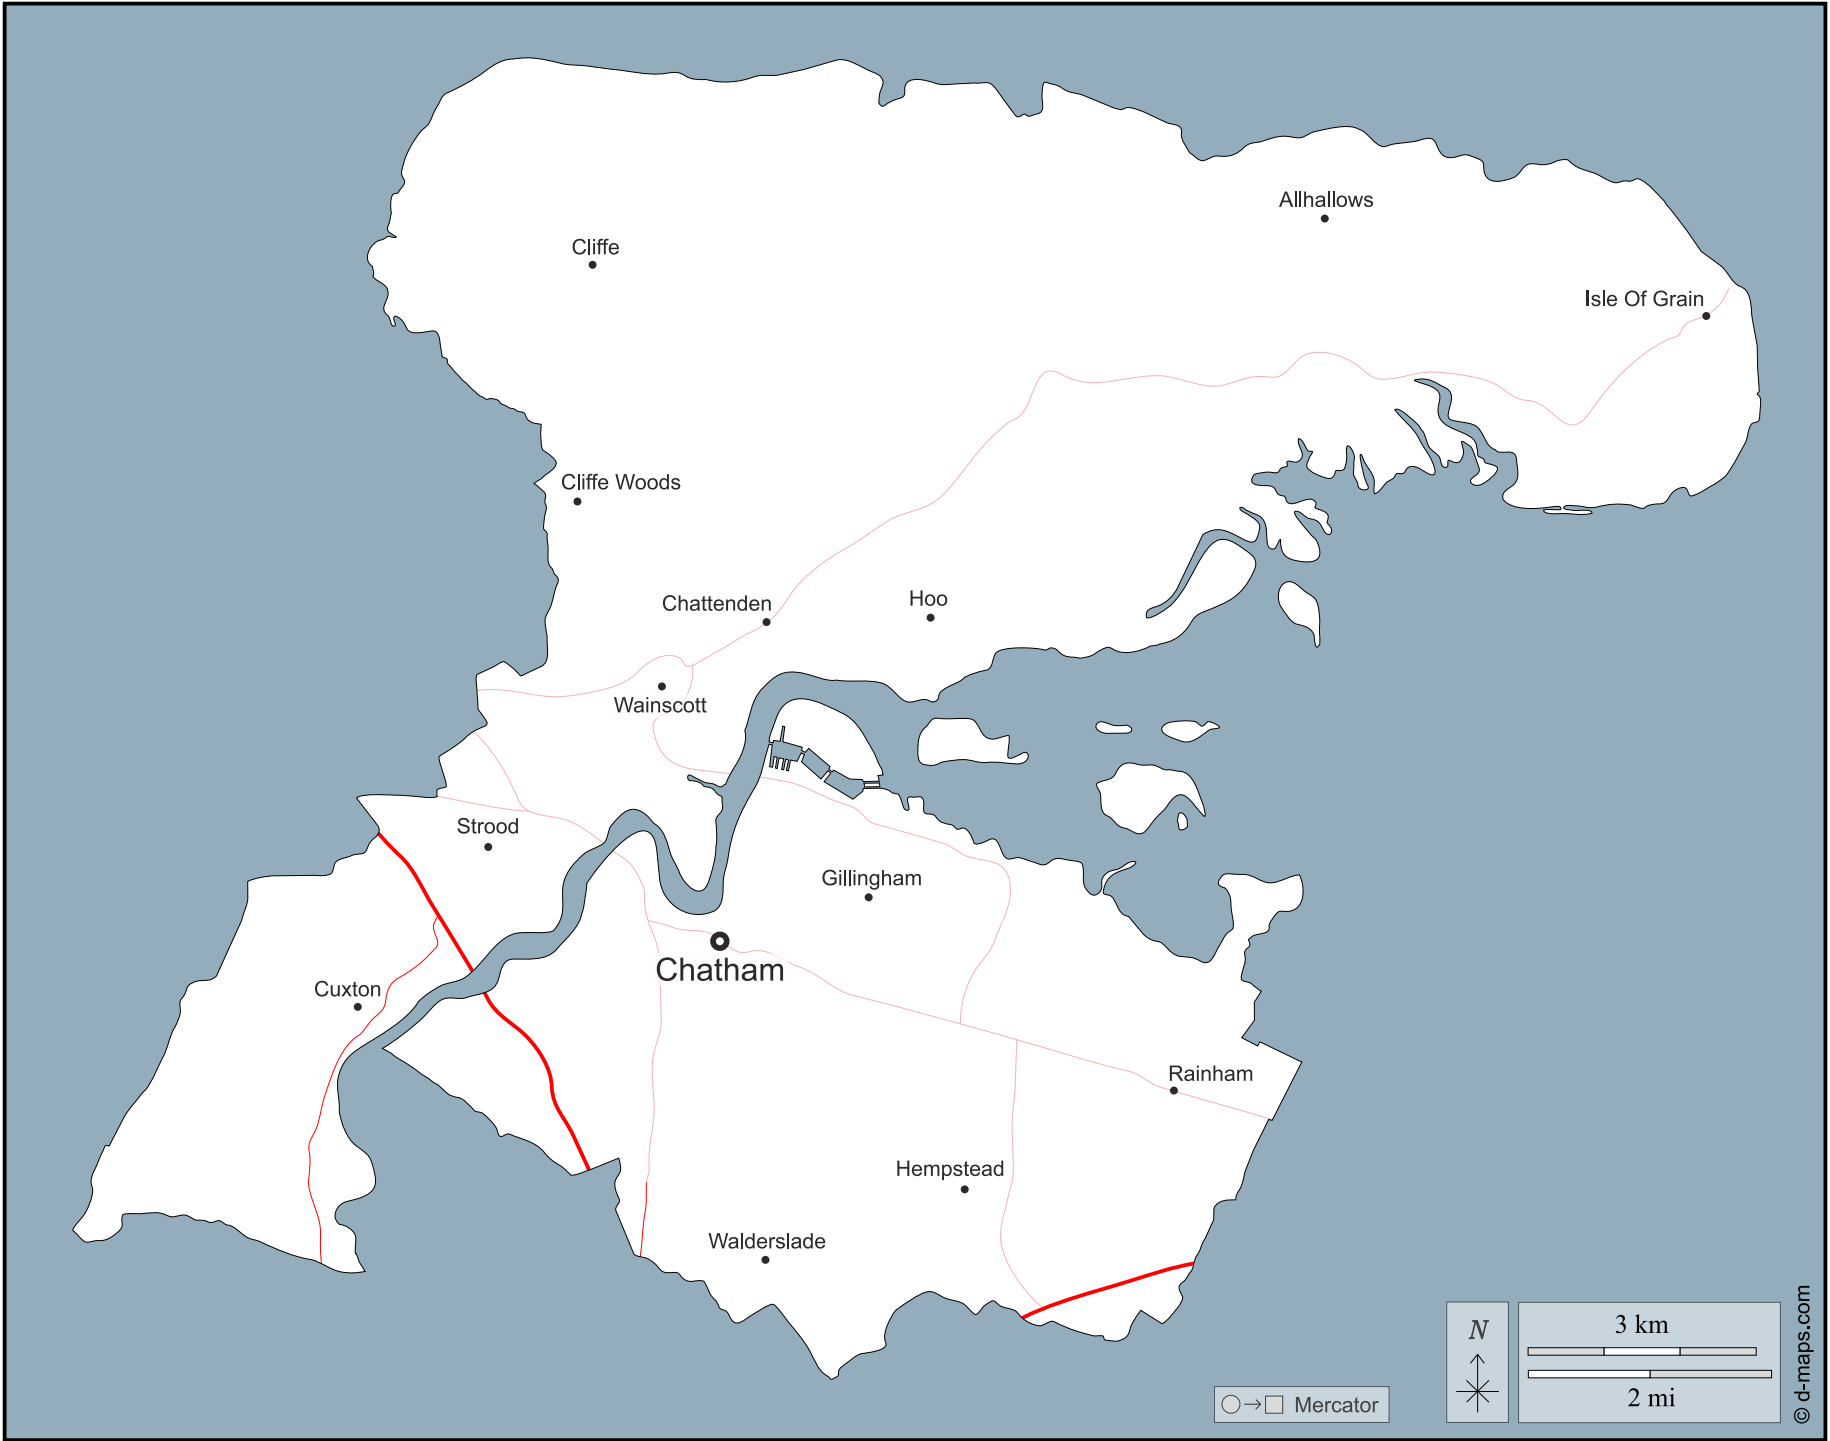 Allhallows
Cliffe
Isle Of Grain
Cliffe Woods
Chattenden
Hoo
Wainscott
Strood
Gillingham
Chatham
Cuxton
Rainham
Hempstead
Walderslade
N
3 km
2 mi
Mercator
© d-maps.com